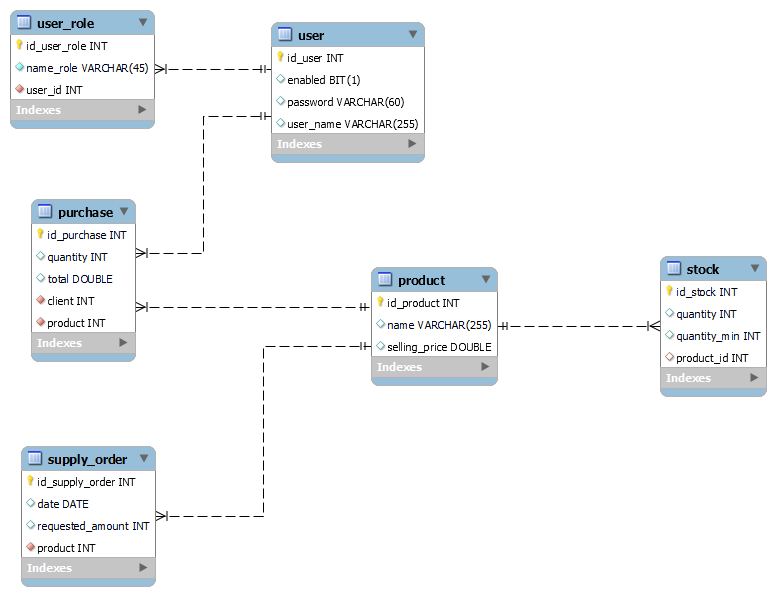 user_role
id_user_role INT
name_role VARCHAR(45)
user_id INT
Indexes
user
id_user INT
enabled BIT(1)
password VARCHAR(60)
user_name VARCHAR(255)
Indexes
purchase
id_purchase INT
quantity INT
total DOUBLE
client INT
product INT
Indexes
product
id_product INT
name VARCHAR(255)
selling_price DOUBLE
Indexes
stock
id_stock INT
quantity INT
quantity_min INT
product_id INT
Indexes
supply_order
id_supply_order INT
date DATE
requested_amount INT
product INT
Indexes